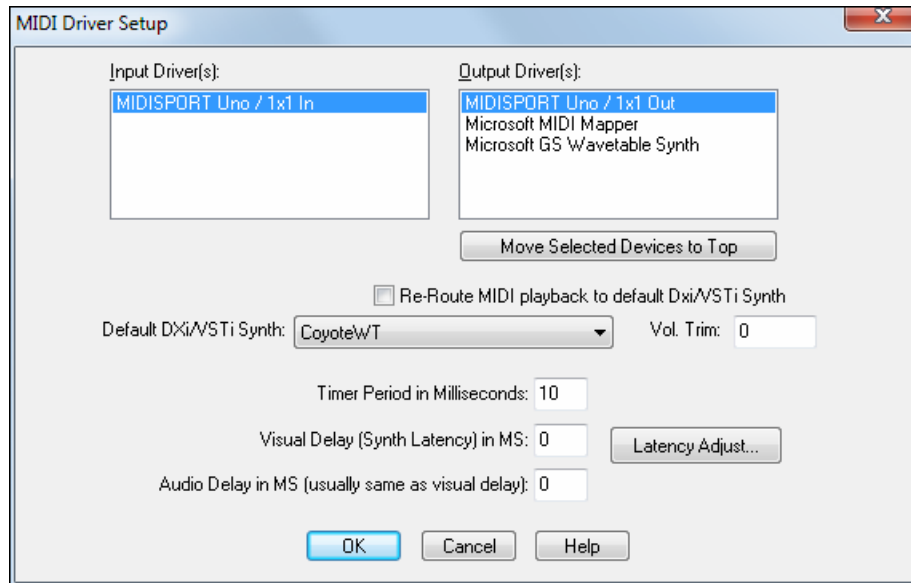 MIDI Driver Setup
Input Driver(s):
MIDISPORT Uno / 1x1 In
Output Driver(s):
MIDISPORT Uno / 1x1 Out
Microsoft MIDI Mapper
Microsoft GS Wavetable Synth
Move Selected Devices to Top
Re-Route MIDI playback to default Dxi/VSTi Synth
Default DXi/VSTi Synth: CoyoteWT Vol. Trim: 0
Timer Period in Milliseconds: 10
Visual Delay (Synth Latency) in MS: 0 Latency Adjust...
Audio Delay in MS (usually same as visual delay): 0
OK Cancel Help